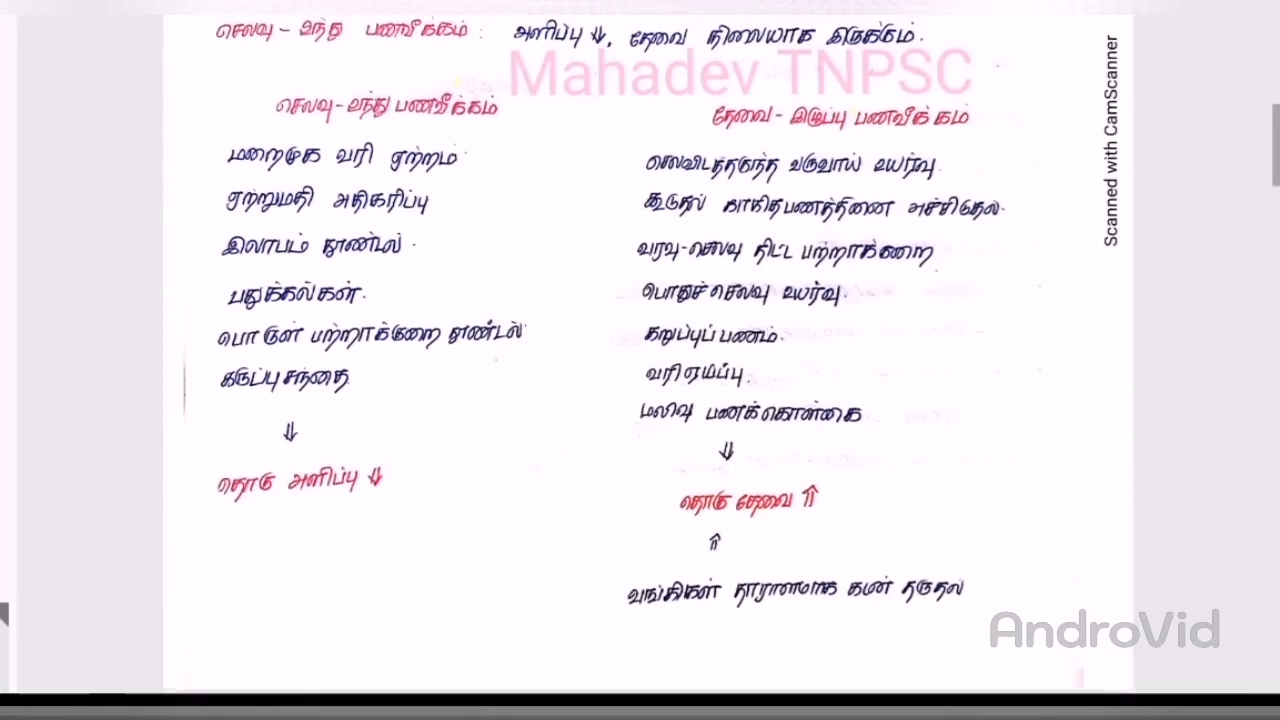 செலவு - உந்து பணவீக்கம் : அளிப்பு ⇓, தேவை நிலையாக இருக்கும்.
Mahadev TNPSC
செலவு - உந்து பணவீக்கம்
மறைமுக வரி ஏற்றம்
ஏற்றுமதி அதிகரிப்பு
இலாபம் தூண்டல்.
பதுக்கல்கள்.
பொருள் பற்றாக்குறை தூண்டல்
கருப்பு சந்தை
⇓
தொகு அளிப்பு ⇓
தேவை - இழுப்பு பணவீக்கம்
செலவிடத்தகுந்த வருவாய் உயர்வு.
கூடுதல் காகிதபணத்தினை அச்சிடுதல்.
வரவு-செலவு திட்ட பற்றாக்குறை
பொதுச் செலவு உயர்வு.
கறுப்புப் பணம்.
வரி ஏய்ப்பு.
மலிவு பணக்கொள்கை
⇓
தொகு தேவை ⇑
⇑
வங்கிகள் தாராளமாக கடன் தருதல்
Scanned with CamScanner
AndroVid